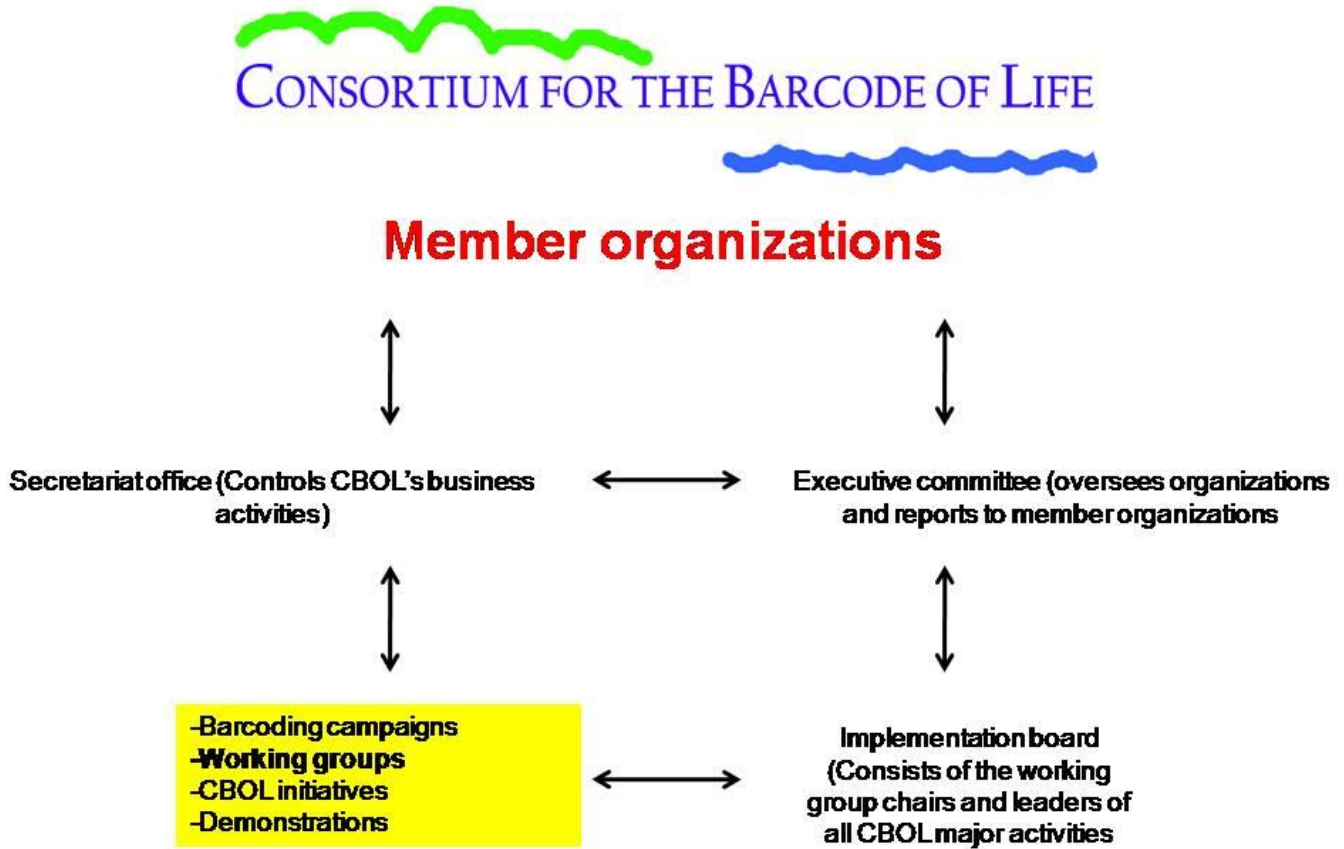 CONSORTIUM FOR THE BARCODE OF LIFE
Member organizations
Secretariat office (Controls CBOL's business
activities)
Executive committee (oversees organizations
and reports to member organizations
-Barcoding campaigns
-Working groups
-CBOL initiatives
-Demonstrations
Implementation board
(Consists of the working
group chairs and leaders of
all CBOL major activities